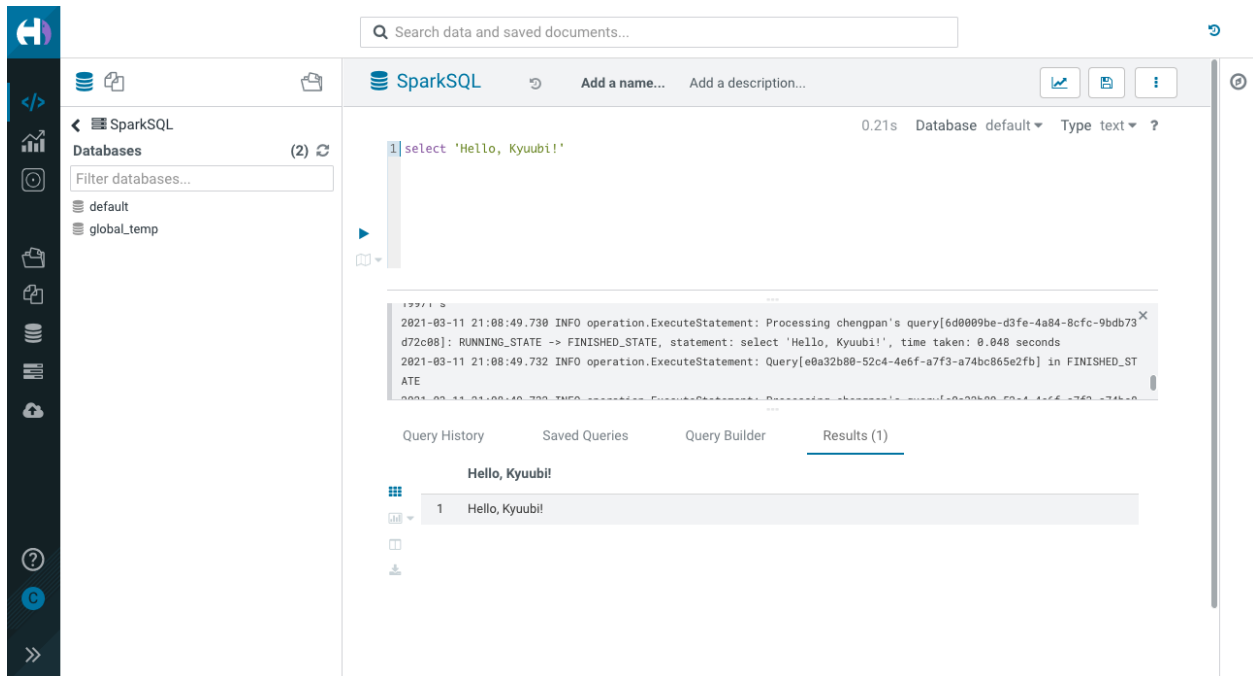 Search data and saved documents...
SparkSQL
Add a name...
Add a description...
</>
SparkSQL
Databases
(2)
Filter databases...
default
global_temp
0.21s Database default Type text ?
1 select 'Hello, Kyuubi!'
19971 s
2021-03-11 21:08:49.730 INFO operation.ExecuteStatement: Processing chengpan's query[6d0009be-d3fe-4a84-8cfc-9bdb73
d72c08]: RUNNING_STATE -> FINISHED_STATE, statement: select 'Hello, Kyuubi!', time taken: 0.048 seconds
2021-03-11 21:08:49.732 INFO operation.ExecuteStatement: Query[e0a32b80-52c4-4e6f-a7f3-a74bc865e2fb] in FINISHED_ST
ATE
Query History
Saved Queries
Query Builder
Results (1)
Hello, Kyuubi!
1 Hello, Kyuubi!
?
C